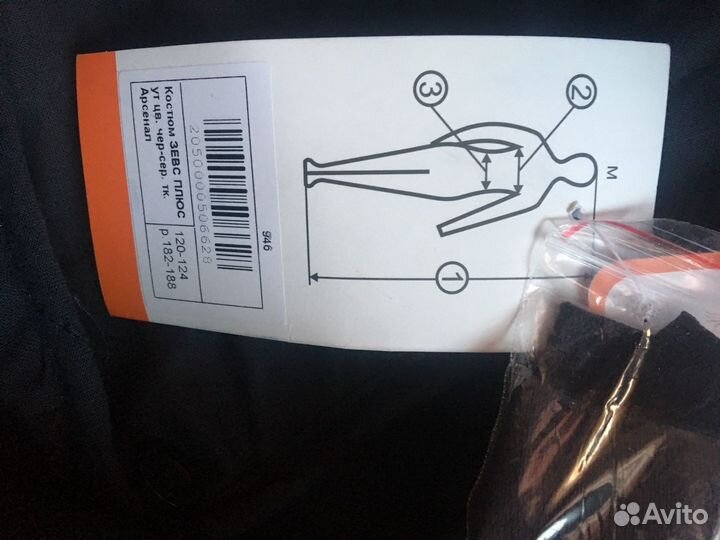 946
2050000506628
Костюм ЗЕВС ПЛЮС
ут цв. чер-сер. тк.
Арсенал
120-124
р 182-188
М
1
2
3
Avito